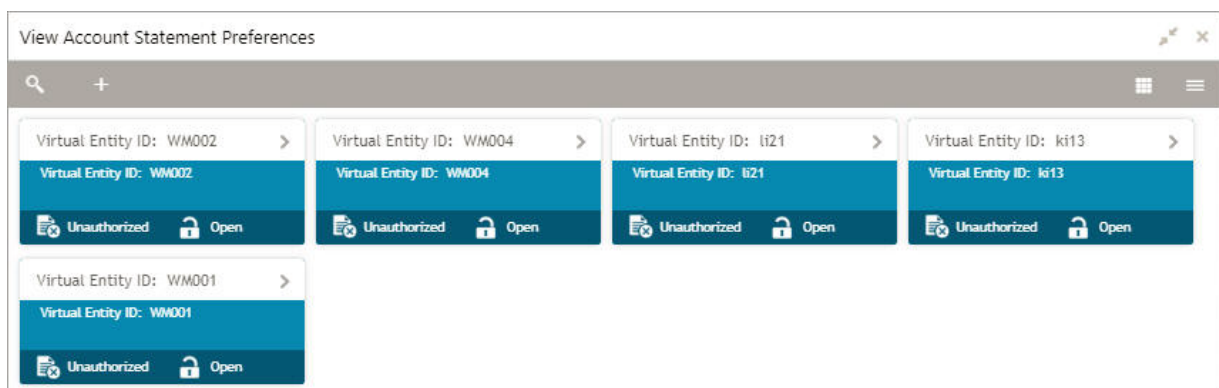 View Account Statement Preferences
Virtual Entity ID: WM002
Virtual Entity ID: WM002
Unauthorized Open
Virtual Entity ID: WM004
Virtual Entity ID: WM004
Unauthorized Open
Virtual Entity ID: li21
Virtual Entity ID: li21
Unauthorized Open
Virtual Entity ID: ki13
Virtual Entity ID: ki13
Unauthorized Open
Virtual Entity ID: WM001
Virtual Entity ID: WM001
Unauthorized Open